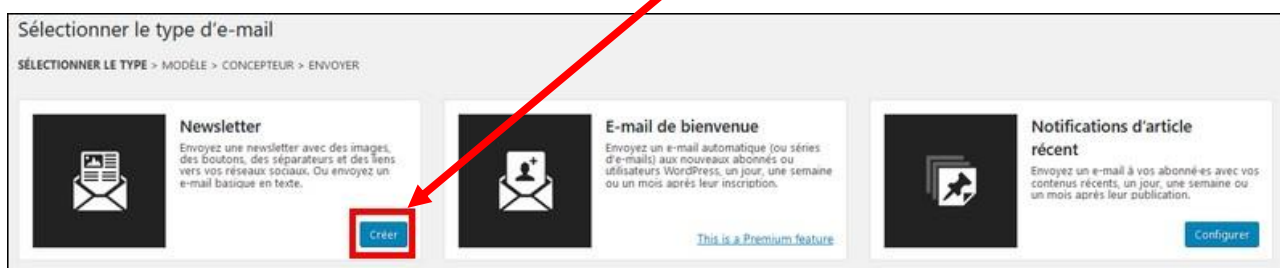 Sélectionner le type d'e-mail
SÉLECTIONNER LE TYPE > MODÈLE > CONCEPTEUR > ENVOYER
Newsletter
Envoyez une newsletter avec des images,
des boutons, des séparateurs et des liens
vers vos réseaux sociaux. Ou envoyez un
e-mail basique en texte.
Créer
E-mail de bienvenue
Envoyez un e-mail automatique (ou séries
d'e-mails) aux nouveaux abonnés ou
utilisateurs WordPress, un jour, une semaine
ou un mois après leur inscription.
This is a Premium feature
Notifications d'article
récent
Envoyez un e-mail à vos abonné·es avec vos
contenus récents, un jour, une semaine ou
un mois après leur publication.
Configurer